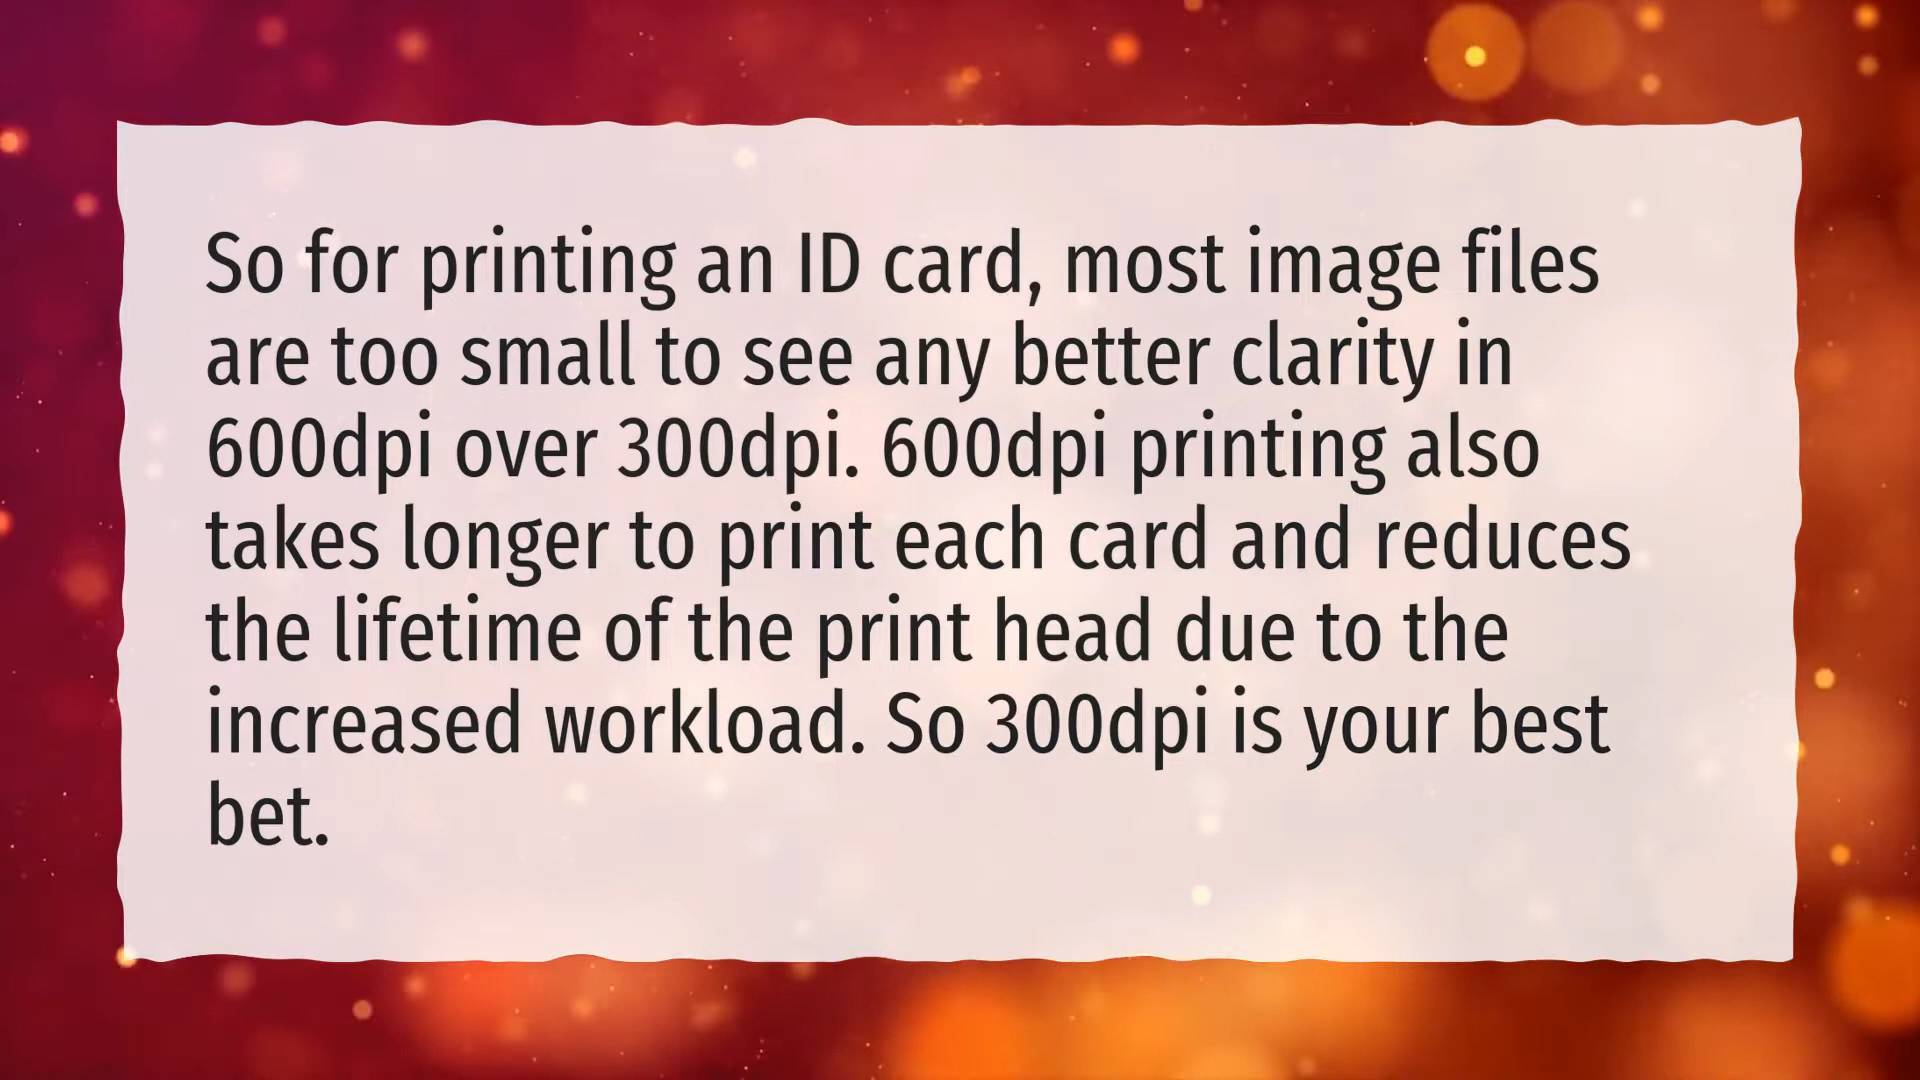 So for printing an ID card, most image files
are too small to see any better clarity in
600dpi over 300dpi. 600dpi printing also
takes longer to print each card and reduces
the lifetime of the print head due to the
increased workload. So 300dpi is your best
bet.